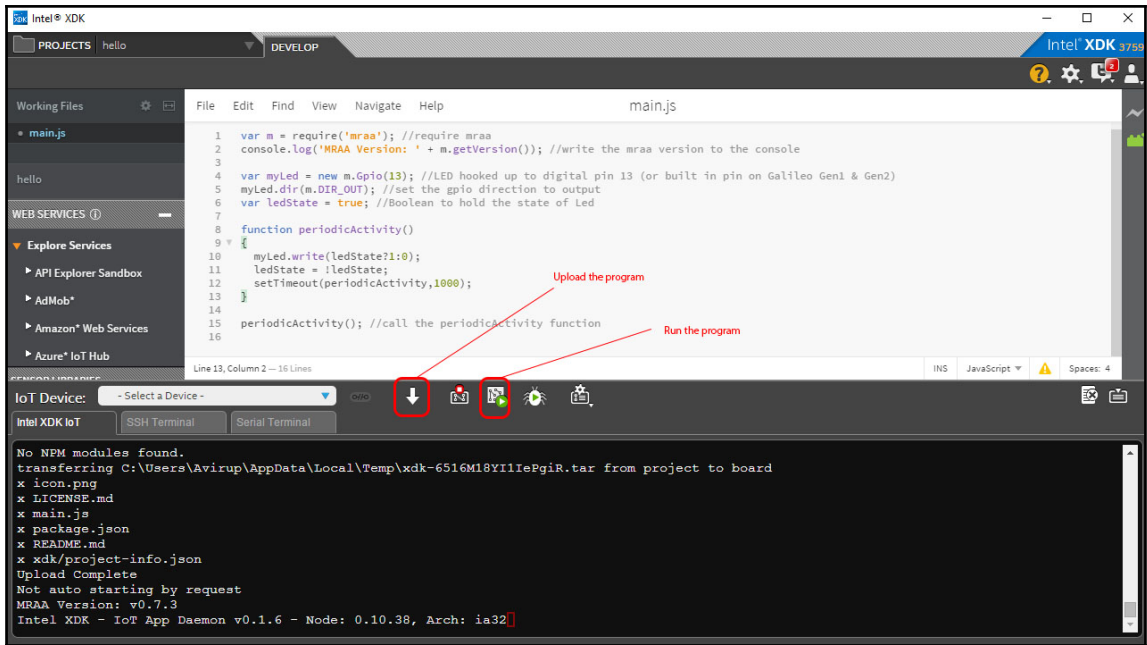 XDK Intel® XDK
PROJECTS hello
DEVELOP
Intel® XDK 3759
2
Working Files
File Edit Find View Navigate Help
main.js
main.js
hello
WEB SERVICES
Explore Services
API Explorer Sandbox
AdMob*
Amazon* Web Services
Azure* IoT Hub
SENSOR LIBRARIES
1 var m = require('mraa'); //require mraa
2 console.log('MRAA Version: ' + m.getVersion()); //write the mraa version to the console
3
4 var myLed = new m.Gpio(13); //LED hooked up to digital pin 13 (or built in pin on Galileo Gen1 & Gen2)
5 myLed.dir(m.DIR_OUT); //set the gpio direction to output
6 var ledState = true; //Boolean to hold the state of Led
7
8 function periodicActivity()
9 {
10 myLed.write(ledState?1:0);
11 ledState = !ledState;
12 setTimeout(periodicActivity,1000);
13 }
14
15 periodicActivity(); //call the periodicActivity function
16
Upload the program
Run the program
Line 13, Column 2 — 16 Lines
INS JavaScript Spaces: 4
IoT Device: - Select a Device -
Intel XDK IoT
SSH Terminal
Serial Terminal
No NPM modules found.
transferring C:\Users\Avirup\AppData\Local\Temp\xdk-6516M18YI1IePgiR.tar from project to board
x icon.png
x LICENSE.md
x main.js
x package.json
x README.md
x xdk/project-info.json
Upload Complete
Not auto starting by request
MRAA Version: v0.7.3
Intel XDK - IoT App Daemon v0.1.6 - Node: 0.10.38, Arch: ia32